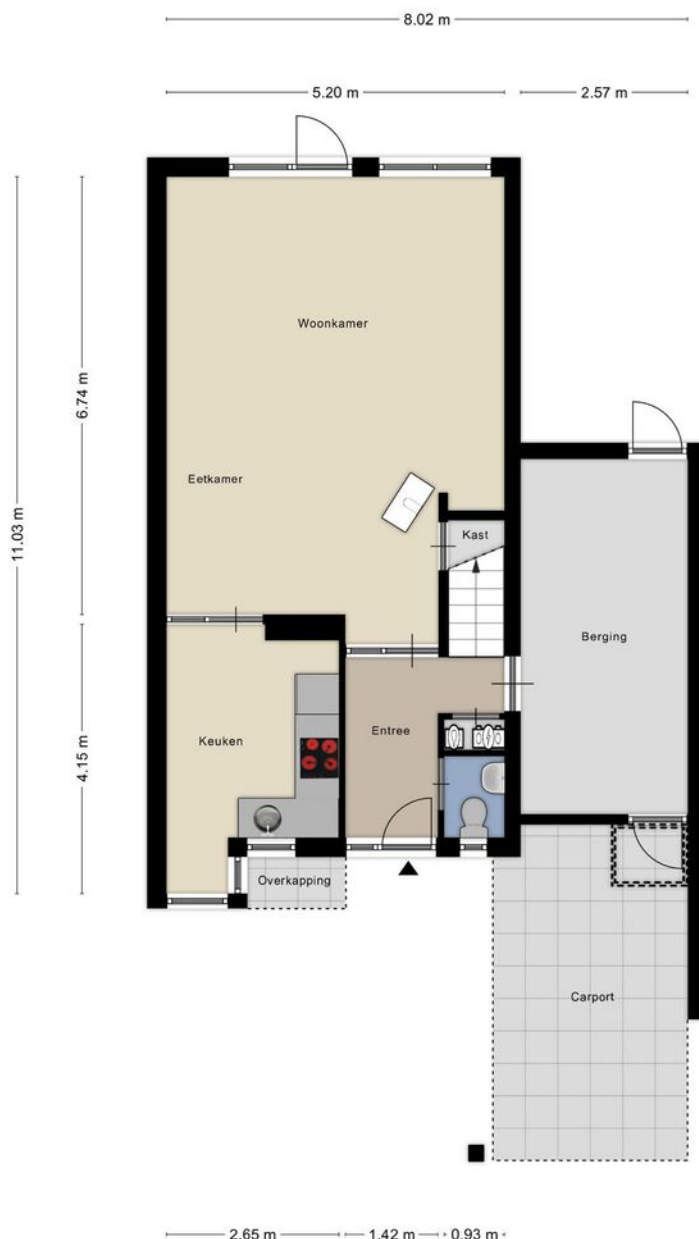 8.02 m
5.20 m
2.57 m
Woonkamer
6.74 m
Eetkamer
11.03 m
Kast
Berging
Entree
Keuken
4.15 m
Overkapping
Carport
2.65 m
1.42 m
0.93 m